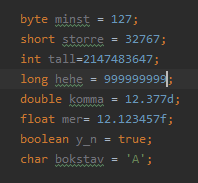 byte minst = 127;
short storre = 32767;
int tall=2147483647;
long hehe = 999999999;
double komma = 12.377d;
float mer= 12.123457f;
boolean y_n = true;
char bokstav = 'A';